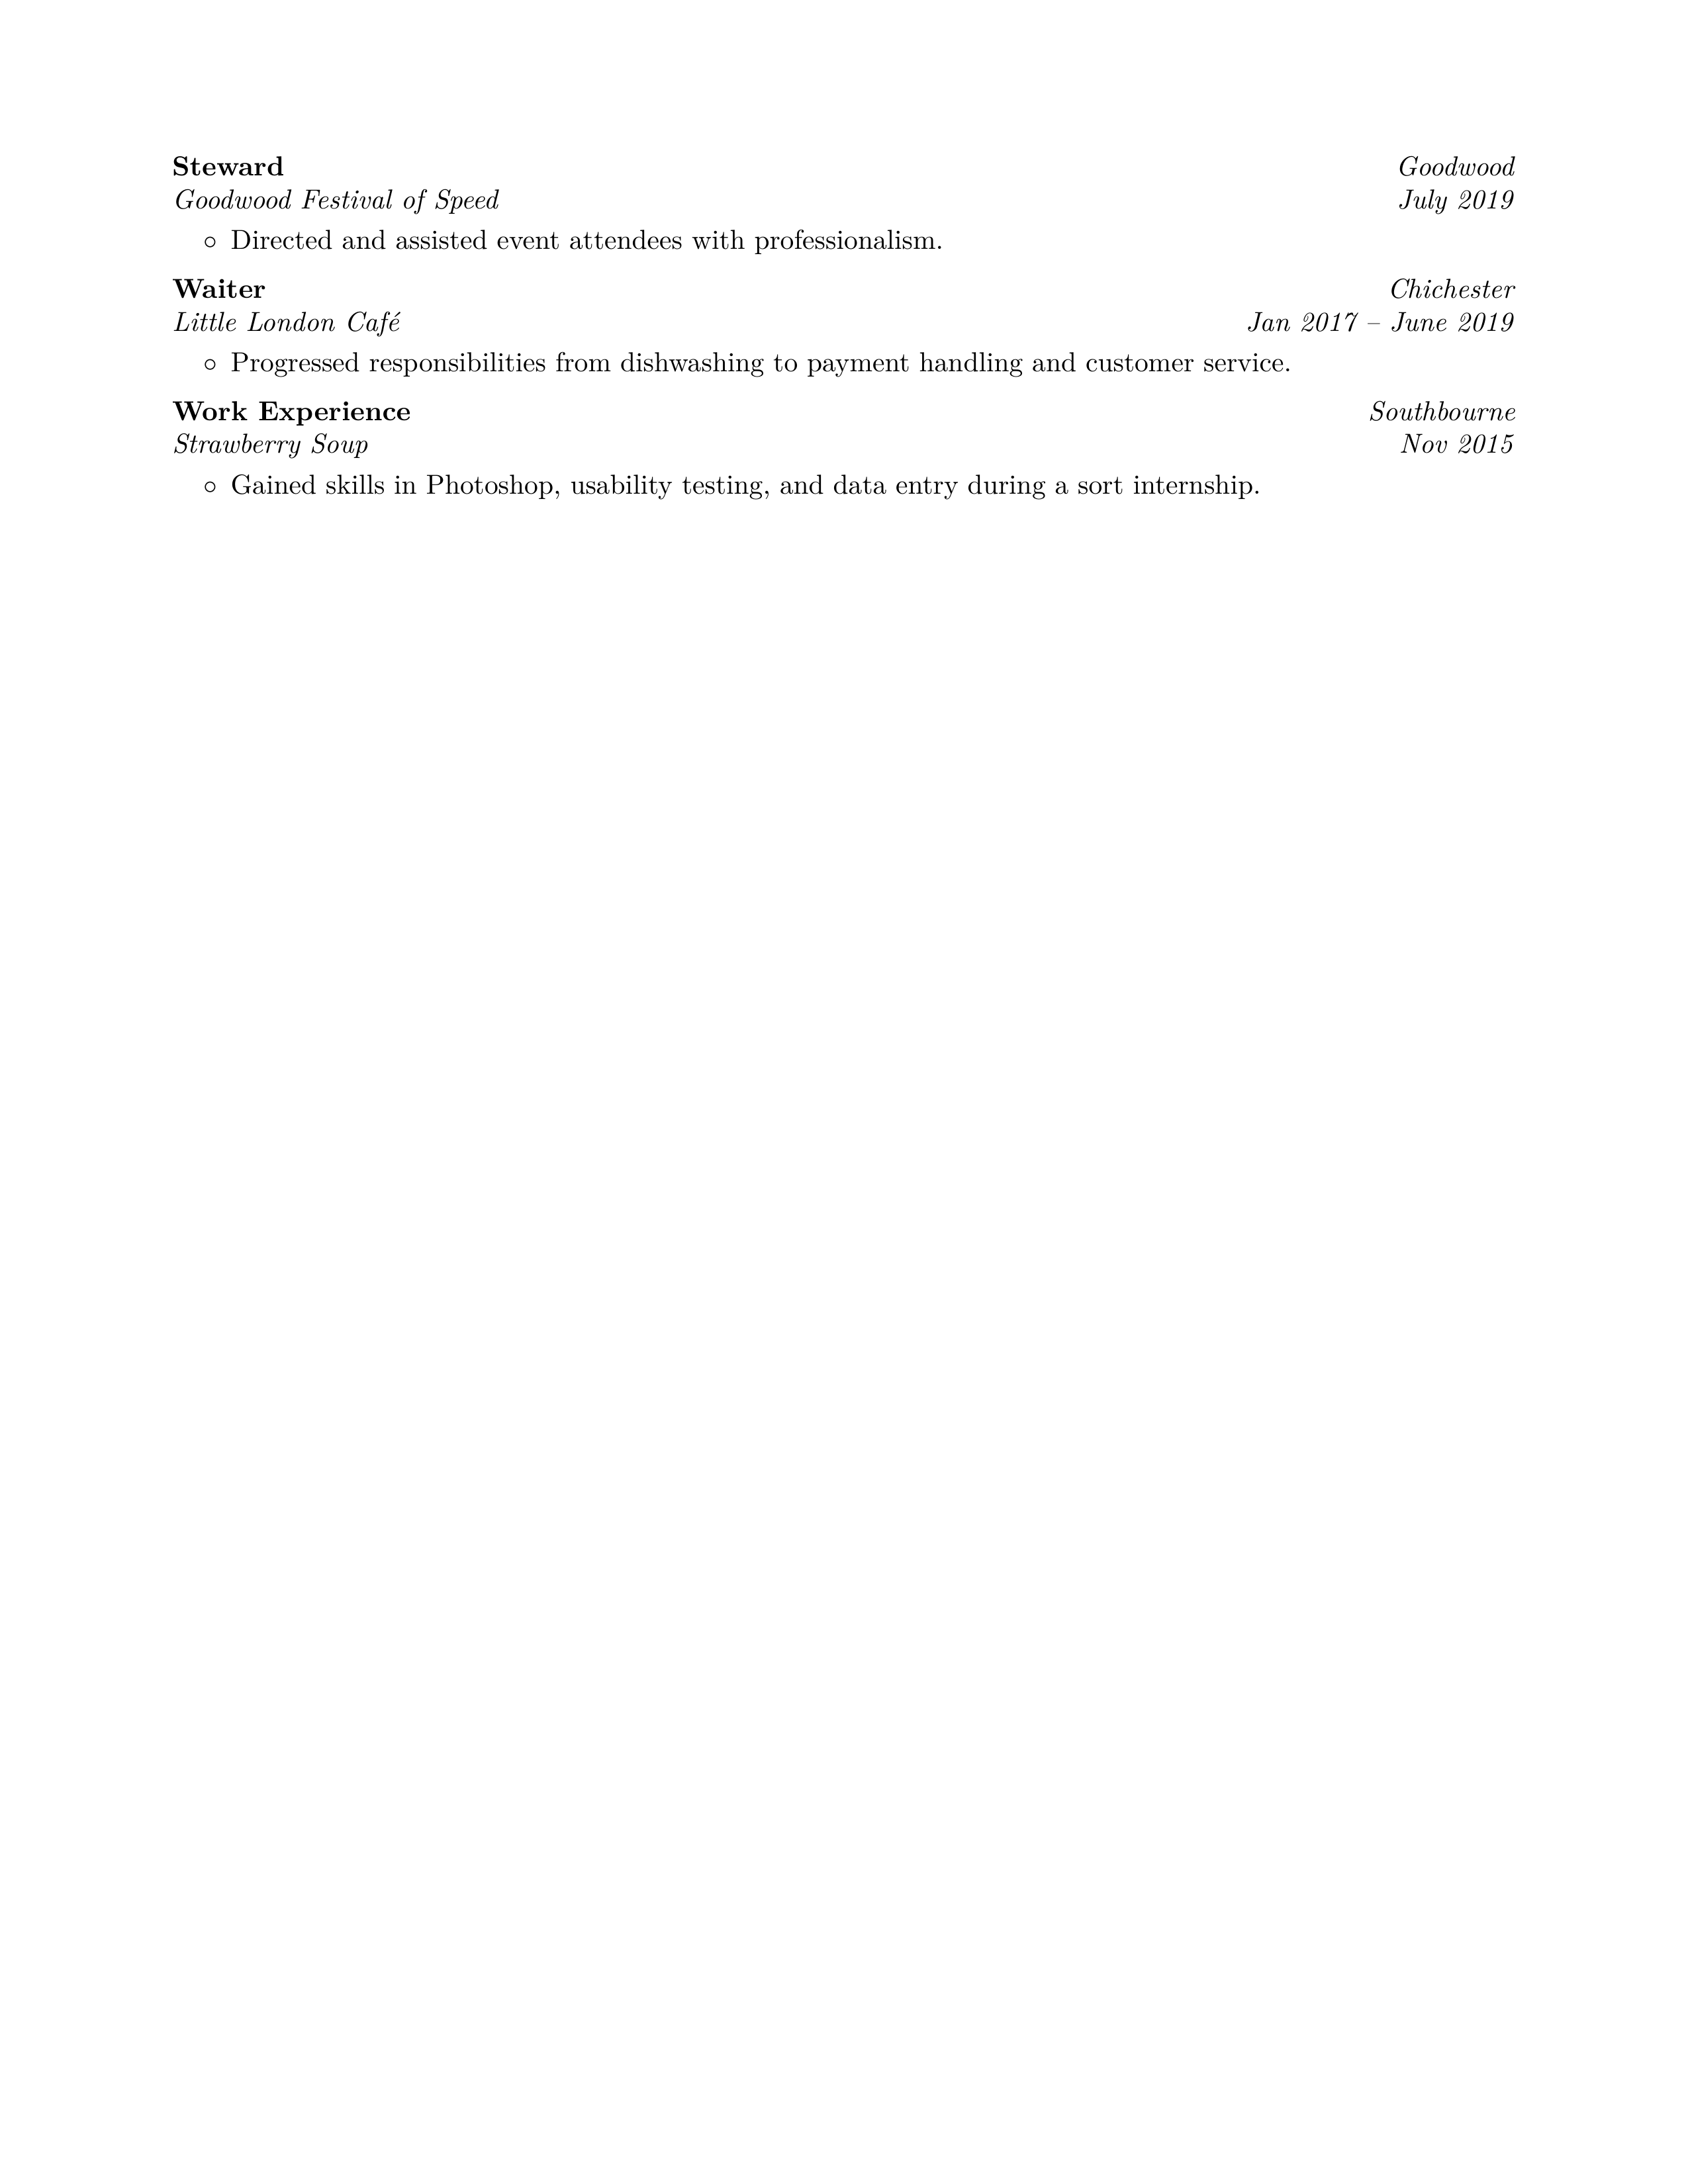 Steward Goodwood
Goodwood Festival of Speed July 2019
◦ Directed and assisted event attendees with professionalism.
Waiter Chichester
Little London Café Jan 2017 – June 2019
◦ Progressed responsibilities from dishwashing to payment handling and customer service.
Work Experience Southbourne
Strawberry Soup Nov 2015
◦ Gained skills in Photoshop, usability testing, and data entry during a sort internship.